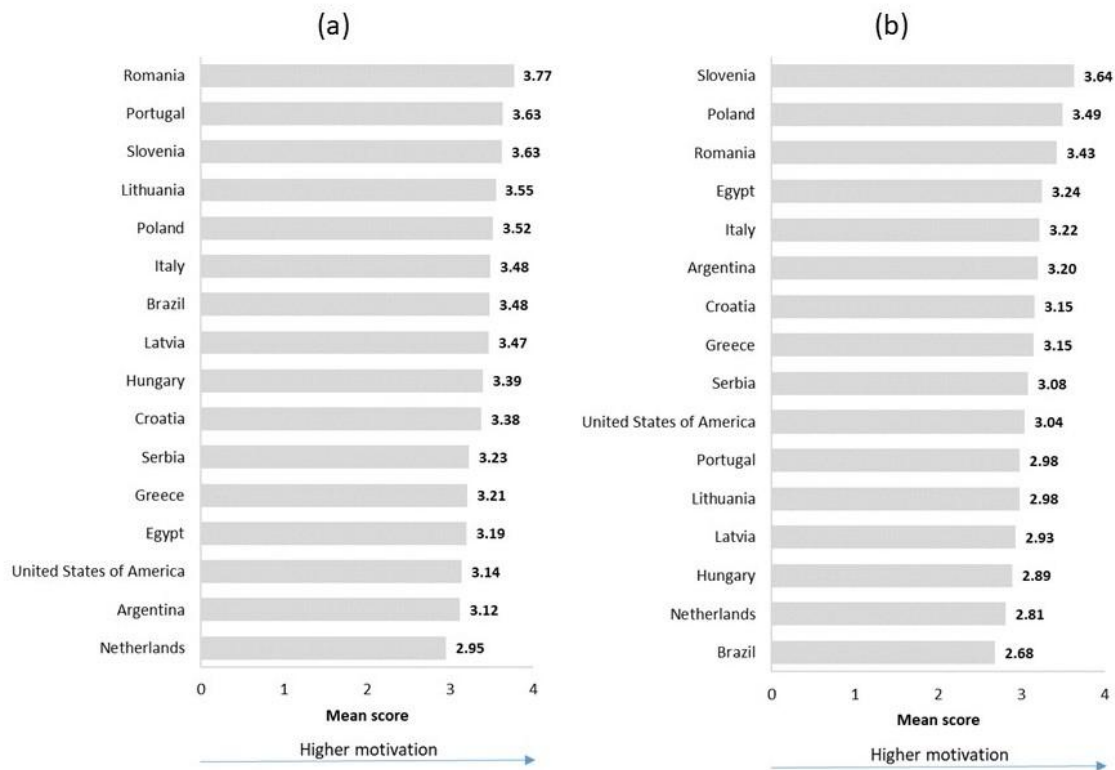 (a)
Romania 3.77
Portugal 3.63
Slovenia 3.63
Lithuania 3.55
Poland 3.52
Italy 3.48
Brazil 3.48
Latvia 3.47
Hungary 3.39
Croatia 3.38
Serbia 3.23
Greece 3.21
Egypt 3.19
United States of America 3.14
Argentina 3.12
Netherlands 2.95
0 1 2 3 4
Mean score
Higher motivation
(b)
Slovenia 3.64
Poland 3.49
Romania 3.43
Egypt 3.24
Italy 3.22
Argentina 3.20
Croatia 3.15
Greece 3.15
Serbia 3.08
United States of America 3.04
Portugal 2.98
Lithuania 2.98
Latvia 2.93
Hungary 2.89
Netherlands 2.81
Brazil 2.68
0 1 2 3 4
Mean score
Higher motivation